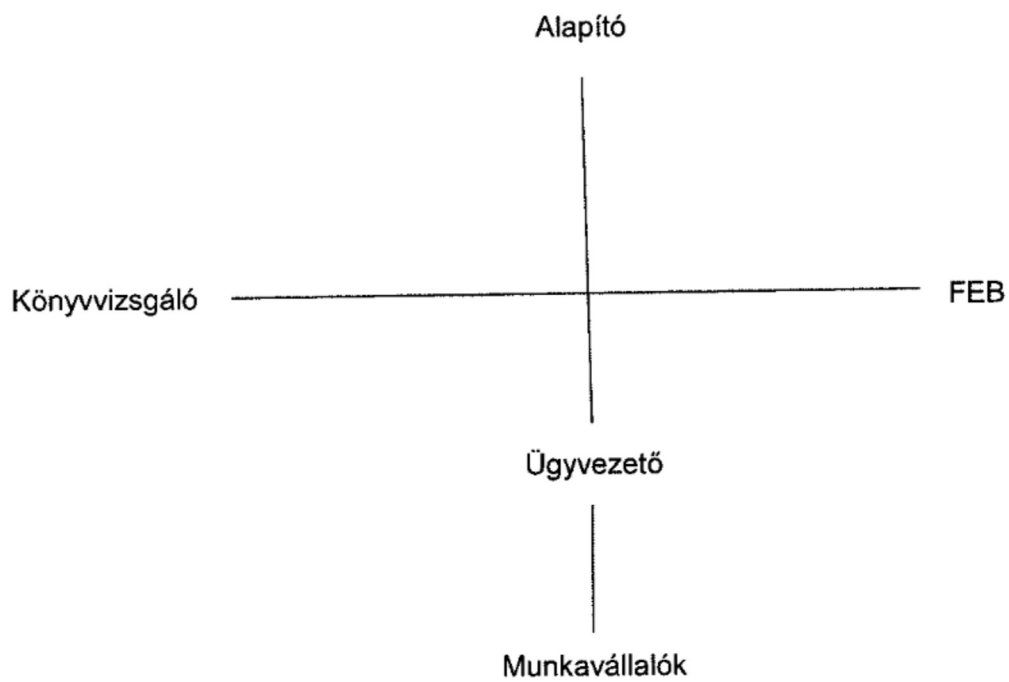 Alapító
Könyvvizsgáló
FEB
Ügyvezető
Munkavállalók